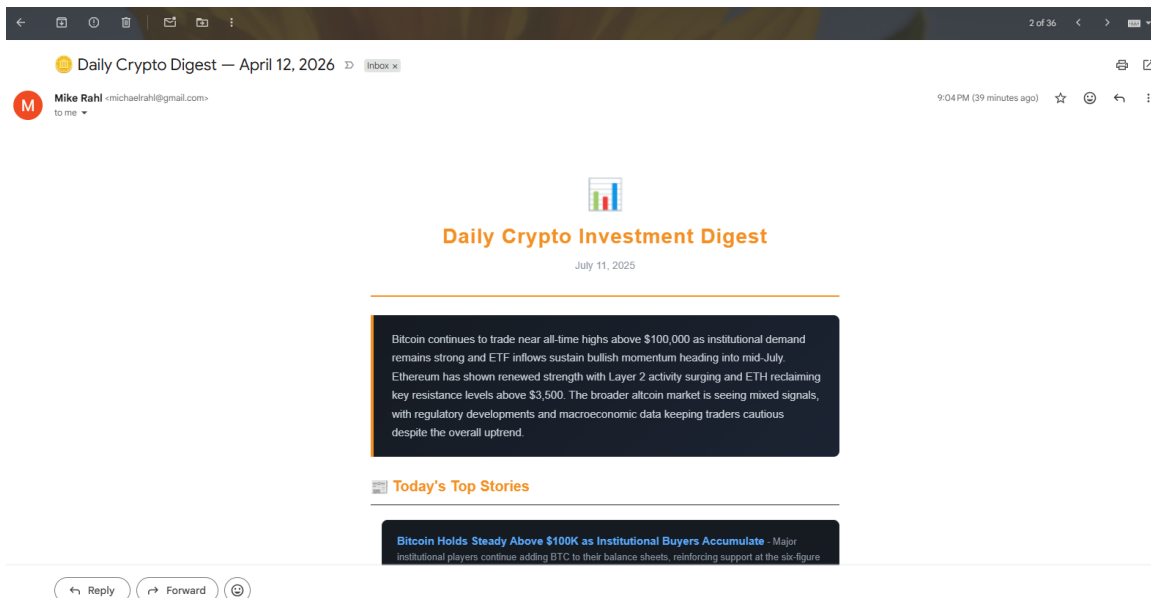 2 of 36
Daily Crypto Digest — April 12, 2026
Inbox x
M
Mike Rahl <michaelrahl@gmail.com>
9:04 PM (39 minutes ago)
to me
Daily Crypto Investment Digest
July 11, 2025
Bitcoin continues to trade near all-time highs above $100,000 as institutional demand
remains strong and ETF inflows sustain bullish momentum heading into mid-July.
Ethereum has shown renewed strength with Layer 2 activity surging and ETH reclaiming
key resistance levels above $3,500. The broader altcoin market is seeing mixed signals,
with regulatory developments and macroeconomic data keeping traders cautious
despite the overall uptrend.
Today's Top Stories
Bitcoin Holds Steady Above $100K as Institutional Buyers Accumulate - Major
institutional players continue adding BTC to their balance sheets, reinforcing support at the six-figure
Reply
Forward